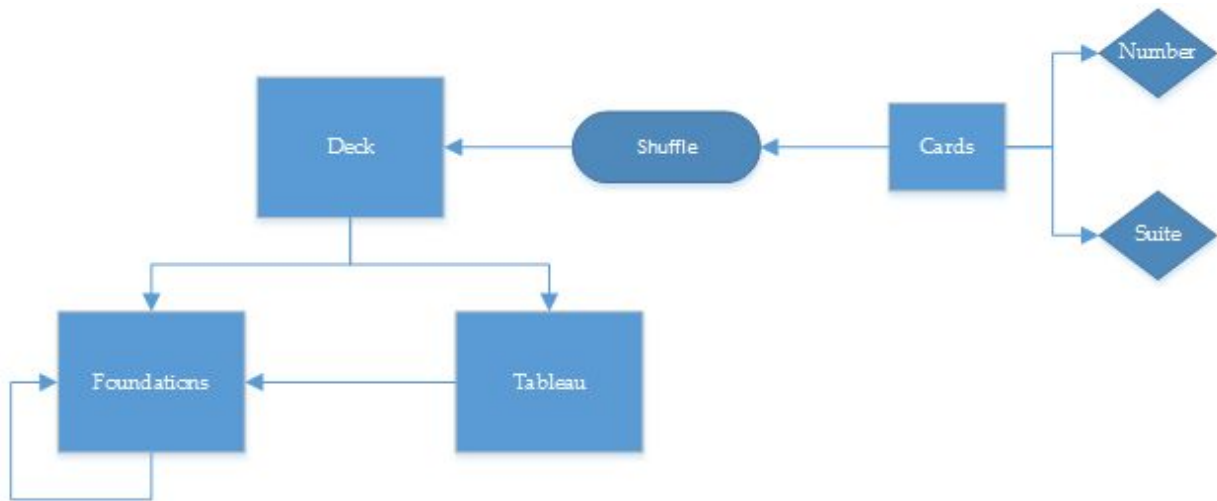 Number
Deck
Shuffle
Cards
Suite
Foundations
Tableau